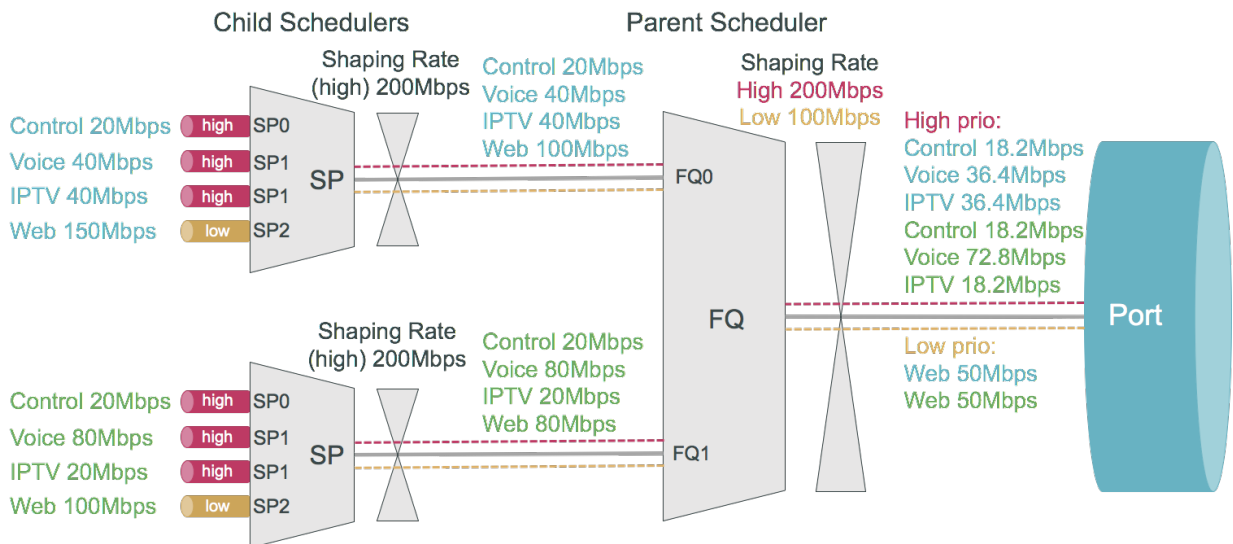 Child Schedulers
Parent Scheduler
Shaping Rate
(high) 200Mbps
Control 20Mbps
Voice 40Mbps
IPTV 40Mbps
Web 100Mbps
Shaping Rate
High 200Mbps
Low 100Mbps
Control 20Mbps
high
SP0
Voice 40Mbps
high
SP1
IPTV 40Mbps
high
SP1
Web 150Mbps
low
SP2
SP
FQ0
High prio:
Control 18.2Mbps
Voice 36.4Mbps
IPTV 36.4Mbps
Control 18.2Mbps
Voice 72.8Mbps
IPTV 18.2Mbps
FQ
Port
Low prio:
Web 50Mbps
Web 50Mbps
Shaping Rate
(high) 200Mbps
Control 20Mbps
Voice 80Mbps
IPTV 20Mbps
Web 80Mbps
Control 20Mbps
high
SP0
Voice 80Mbps
high
SP1
IPTV 20Mbps
high
SP1
Web 100Mbps
low
SP2
SP
FQ1